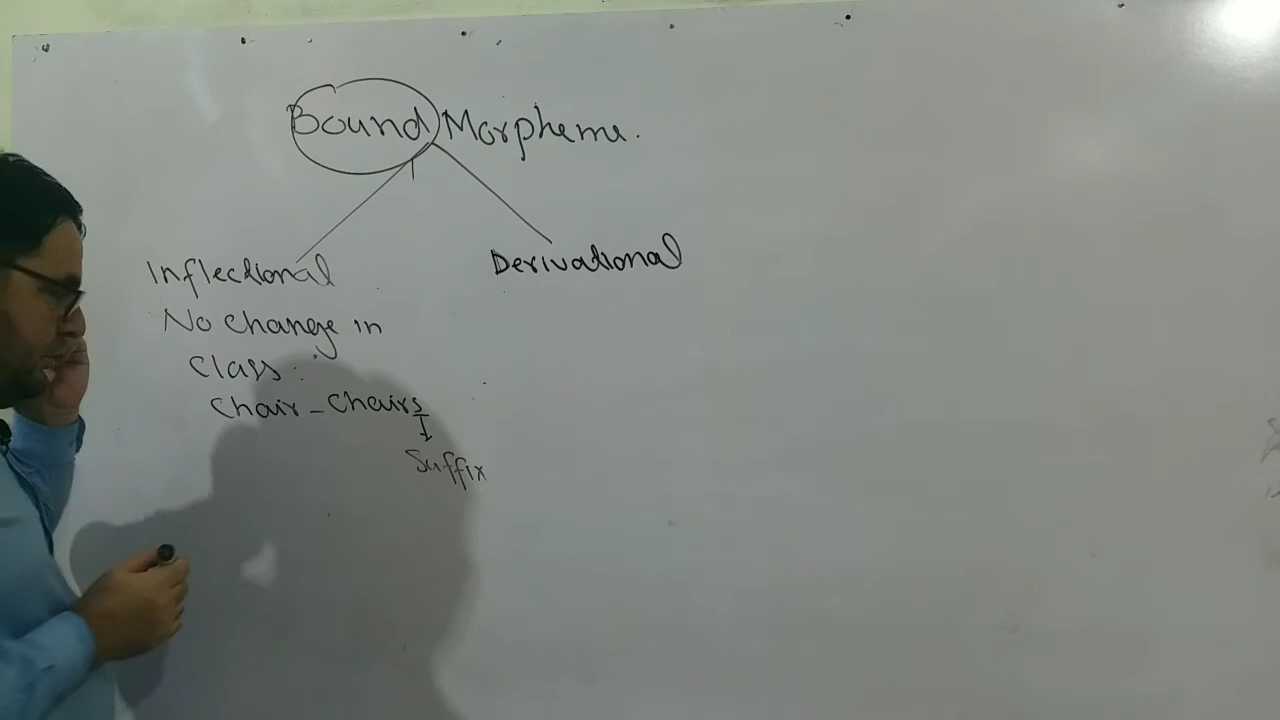 Bound Morpheme.
Inflectional
Derivational
No change in
class.
Chair - Chairs
Suffix